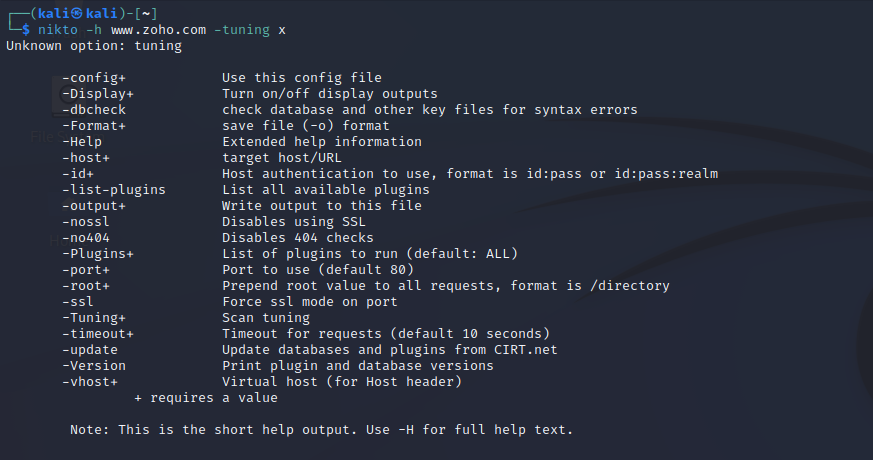 (kali㉿kali)-[~]
$ nikto -h www.zoho.com -tuning x
Unknown option: tuning
-config+ Use this config file
-Display+ Turn on/off display outputs
-dbcheck check database and other key files for syntax errors
-Format+ save file (-o) format
-Help Extended help information
-host+ target host/URL
-id+ Host authentication to use, format is id:pass or id:pass:realm
-list-plugins List all available plugins
-output+ Write output to this file
-nossl Disables using SSL
-no404 Disables 404 checks
-Plugins+ List of plugins to run (default: ALL)
-port+ Port to use (default 80)
-root+ Prepend root value to all requests, format is /directory
-ssl Force ssl mode on port
-Tuning+ Scan tuning
-timeout+ Timeout for requests (default 10 seconds)
-update Update databases and plugins from CIRT.net
-Version Print plugin and database versions
-vhost+ Virtual host (for Host header)
+ requires a value
Note: This is the short help output. Use -H for full help text.